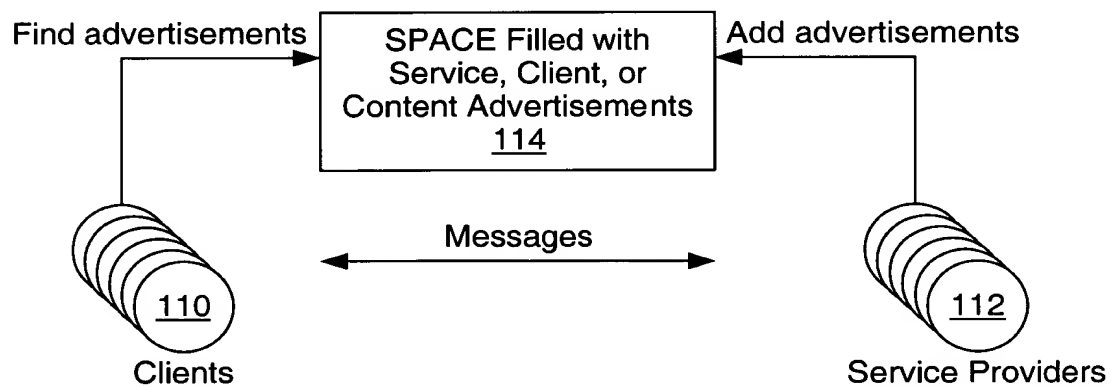 Find advertisements
SPACE Filled with
Service, Client, or
Content Advertisements
114
Add advertisements
Messages
110
Clients
112
Service Providers